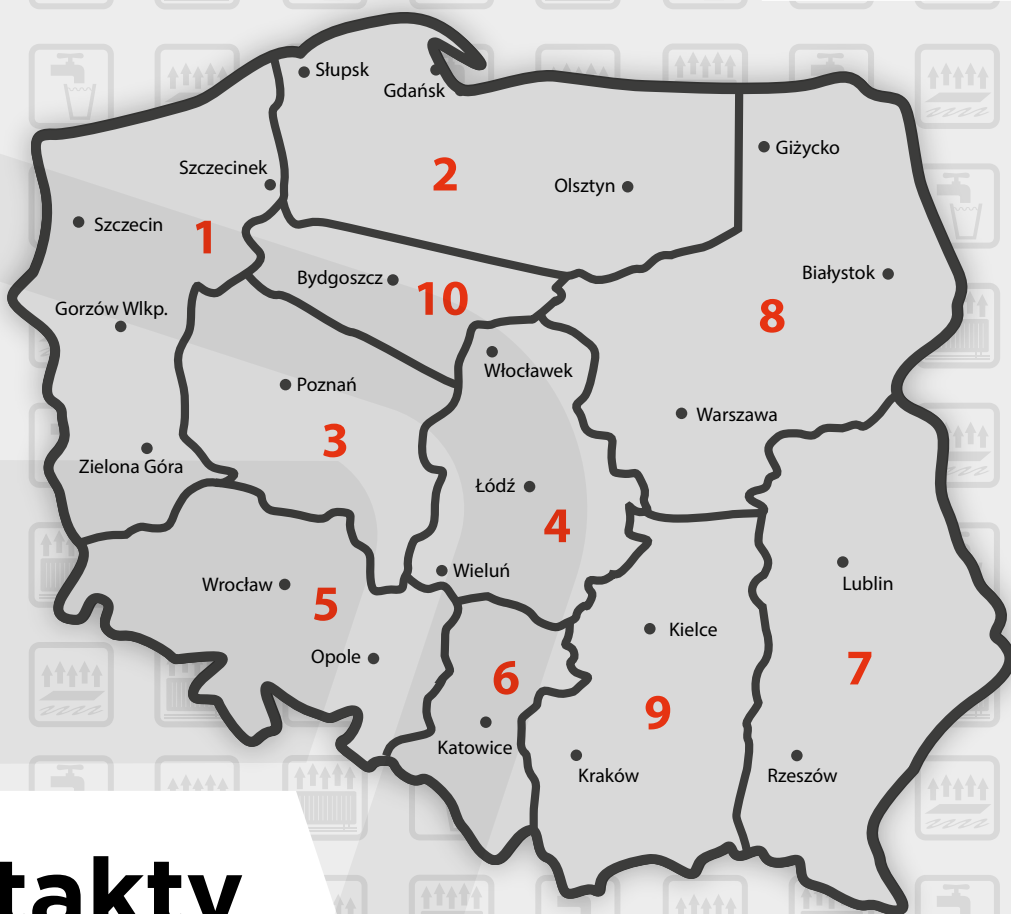 Słupsk
Gdańsk
Giżycko
Szczecinek
2
Olsztyn
Szczecin
1
Białystok
Bydgoszcz
10
Gorzów Wlkp.
8
Włocławek
Poznań
Warszawa
3
Zielona Góra
Łódź
4
Wieluń
Wrocław
5
Lublin
Kielce
Opole
6
7
9
Katowice
Kraków
Rzeszów
takty